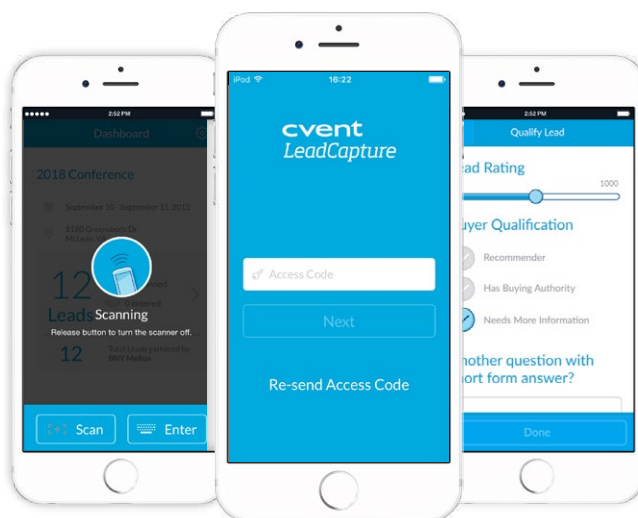 2:52 PM
Dashboard
2018 Conference
September 10 - September 11, 2015
8180 Greensboro Dr
McLean, VA
12
Leads
Scanning
Release button to turn the scanner off.
12
Total Leads gathered by
BNY Mellon
Scan
Enter
iPod
16:22
cvent
LeadCapture
Access Code
Next
Re-send Access Code
2:52 PM
Qualify Lead
ad Rating
1000
uyer Qualification
Recommender
Has Buying Authority
Needs More Information
nother question with
ort form answer?
Done